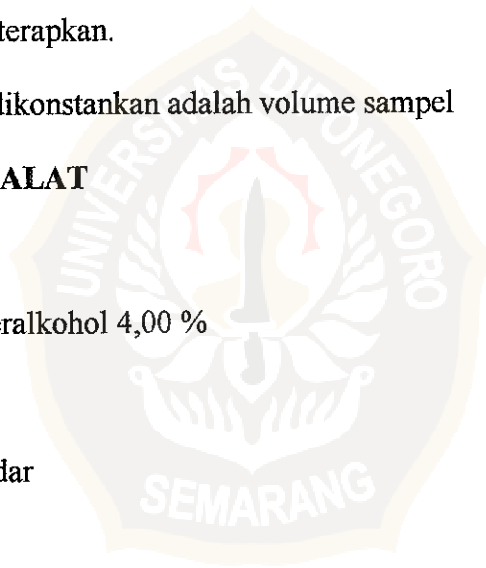 terapkan.
dikonstankan adalah volume sampel
ALAT
eralkohol 4,00 %
dar
UNIVERSITAS DIPONEGORO
SEMARANG